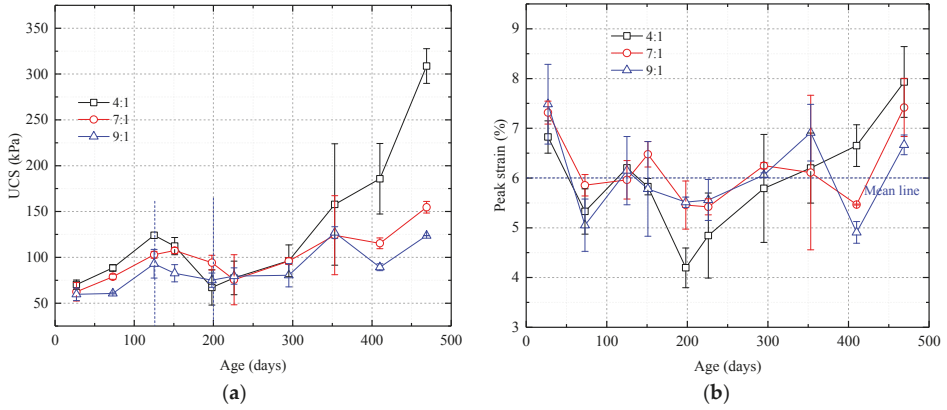 350
300
250
200
150
100
50
UCS (kPa)
4:1
7:1
9:1
0 100 200 300 400 500
Age (days)
(a)
9
8
7
6
5
4
3
Peak strain (%)
4:1
7:1
9:1
Mean line
0 100 200 300 400 500
Age (days)
(b)